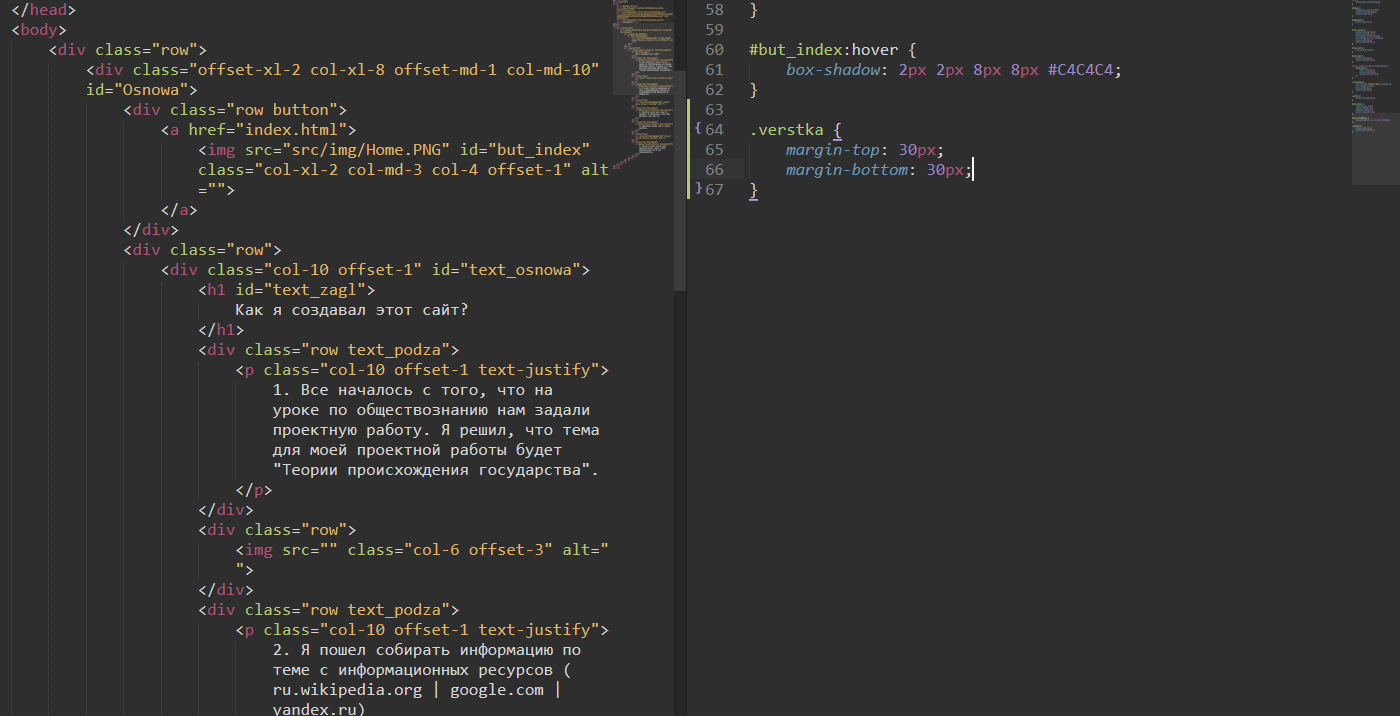 </head>
<body>
<div class="row">
<div class="offset-xl-2 col-xl-8 offset-md-1 col-md-10"
id="Osnowa">
<div class="row button">
<a href="index.html">
<img src="src/img/Home.PNG" id="but_index"
class="col-xl-2 col-md-3 col-4 offset-1" alt
="">
</a>
</div>
<div class="row">
<div class="col-10 offset-1" id="text_osnowa">
<h1 id="text_zagl">
Как я создавал этот сайт?
</h1>
<div class="row text_podza">
<p class="col-10 offset-1 text-justify">
1. Все началось с того, что на
уроке по обществознанию нам задали
проектную работу. Я решил, что тема
для моей проектной работы будет
"Теории происхождения государства".
</p>
</div>
<div class="row">
<img src="" class="col-6 offset-3" alt="
">
</div>
<div class="row text_podza">
<p class="col-10 offset-1 text-justify">
2. Я пошел собирать информацию по
теме с информационных ресурсов (
ru.wikipedia.org | google.com |
yandex.ru)
58 }
59
60 #but_index:hover {
61 box-shadow: 2px 2px 8px 8px #C4C4C4;
62 }
63
64 .verstka {
65 margin-top: 30px;
66 margin-bottom: 30px;
67 }